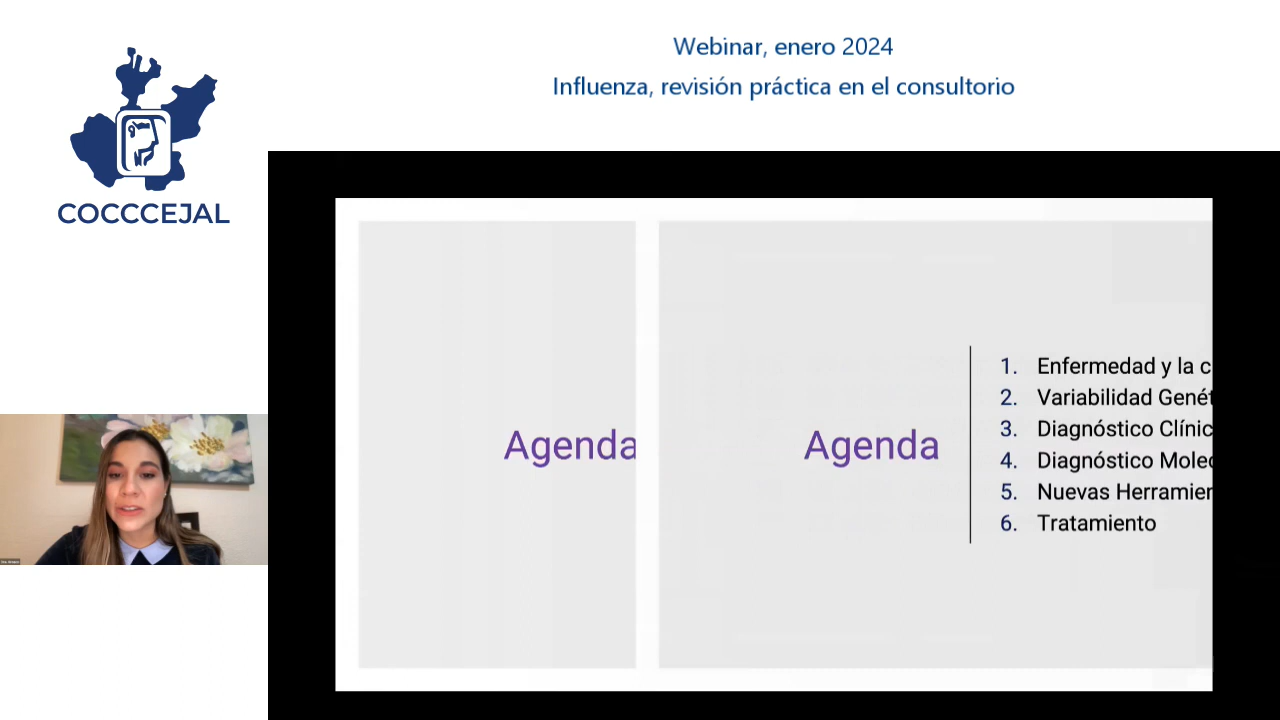 Webinar, enero 2024
Influenza, revisión práctica en el consultorio
COCCCEJAL
Agenda
Agenda
1. Enfermedad y la c
2. Variabilidad Genét
3. Diagnóstico Clínic
4. Diagnóstico Molec
5. Nuevas Herramien
6. Tratamiento